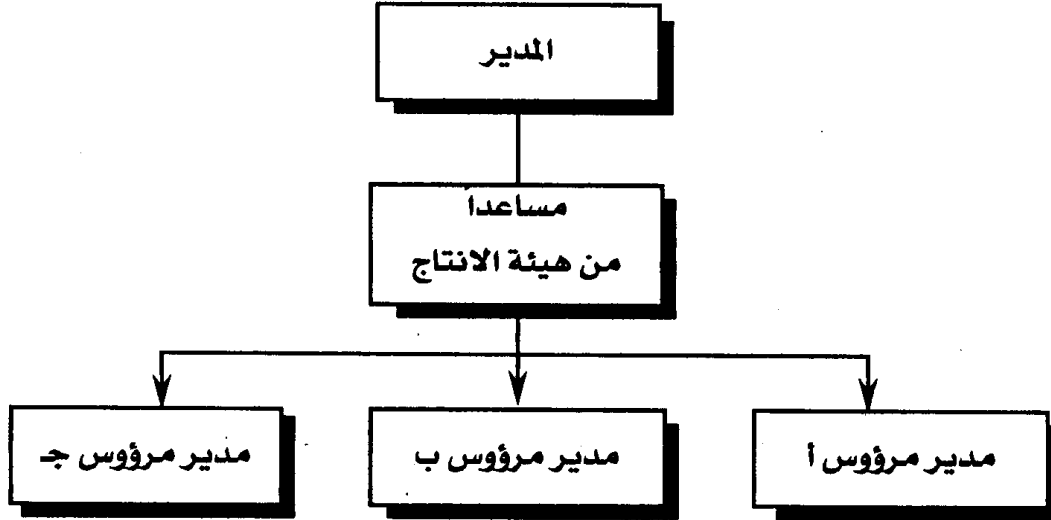 المدير
مساعداً
من هيئة الانتاج
مدير مرؤوس أ
مدير مرؤوس ب
مدير مرؤوس جـ